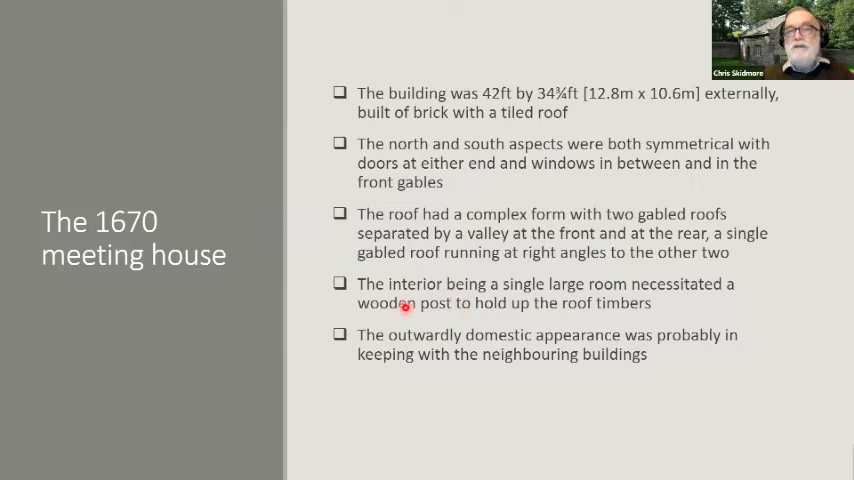 Chris Skidmore
The 1670
meeting house
The building was 42ft by 34¾ft [12.8m x 10.6m] externally,
built of brick with a tiled roof
The north and south aspects were both symmetrical with
doors at either end and windows in between and in the
front gables
The roof had a complex form with two gabled roofs
separated by a valley at the front and at the rear, a single
gabled roof running at right angles to the other two
The interior being a single large room necessitated a
wooden post to hold up the roof timbers
The outwardly domestic appearance was probably in
keeping with the neighbouring buildings